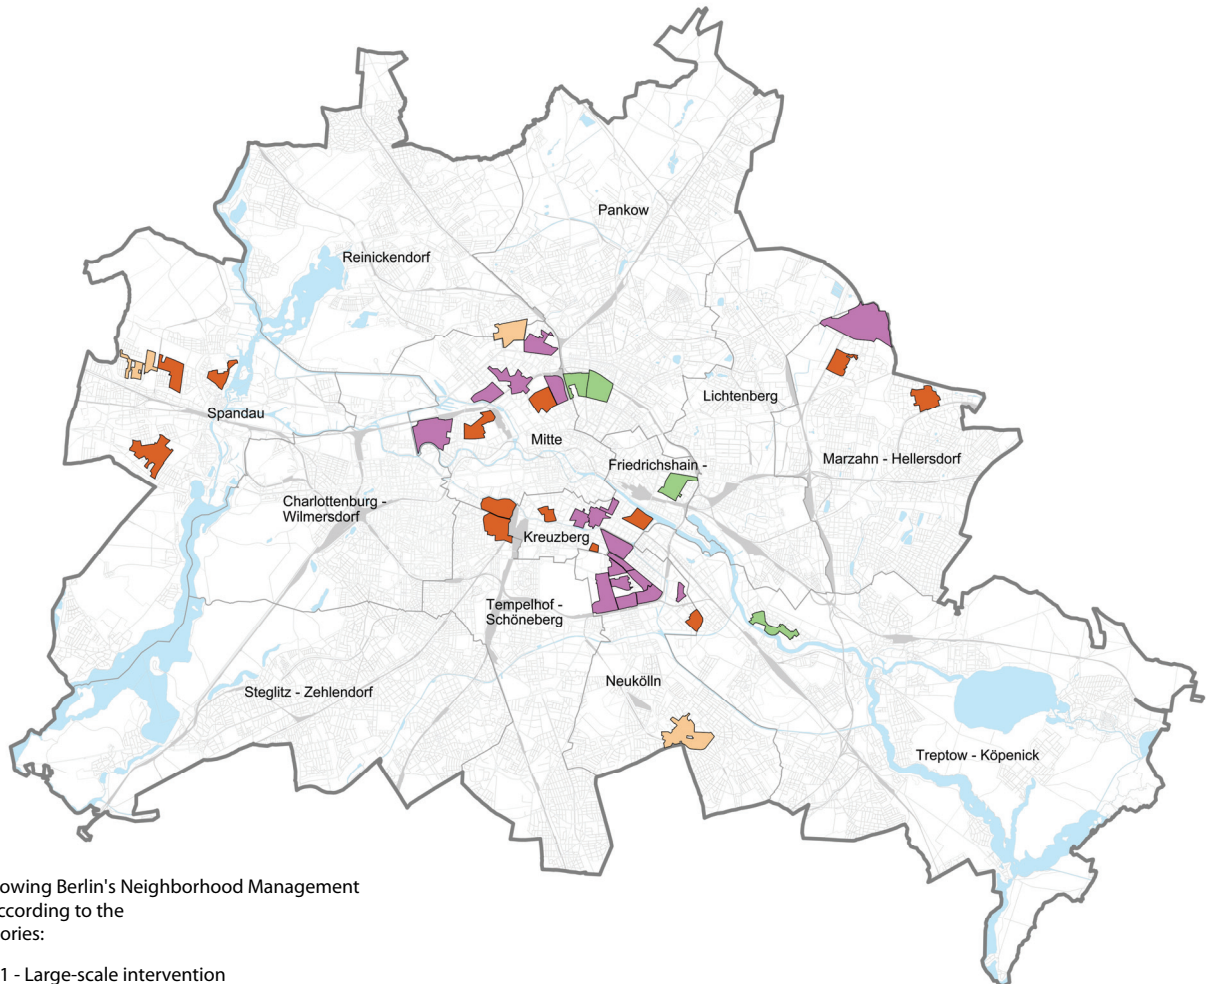 Pankow
Reinickendorf
Spandau
Lichtenberg
Mitte
Friedrichshain -
Marzahn - Hellersdorf
Charlottenburg -
Wilmersdorf
Kreuzberg
Tempelhof -
Schöneberg
Neukölln
Steglitz - Zehlendorf
Treptow - Köpenick
owing Berlin's Neighborhood Management
ccording to the
ories:
1 - Large-scale intervention